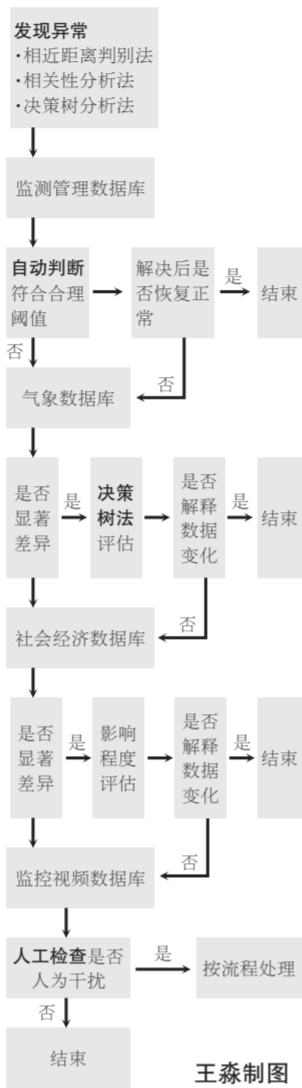 发现异常
·相近距离判别法
·相关性分析法
·决策树分析法
监测管理数据库
自动判断
符合合理
阈值
解决后是
否恢复正
常
是
结束
否
否
气象数据库
是否
显著
差异
是
决策
树法
评估
是否
解释
数据
变化
是
结束
否
社会经济数据库
是否
显著
差异
是
影响
程度
评估
是否
解释
数据
变化
是
结束
否
监控视频数据库
人工检查是否
人为干扰
是
按流程处理
否
结束
王淼制图